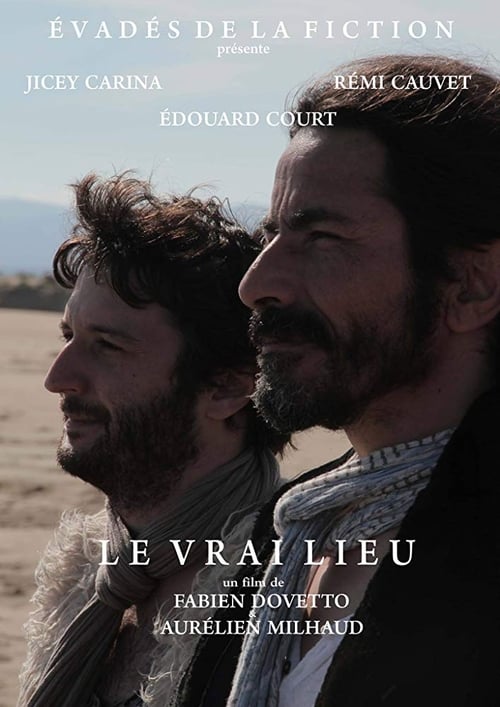 ÉVADÉS DE LA FICTION
présente
JICEY CARINA RÉMI CAUVET
ÉDOUARD COURT
LE VRAI LIEU
un film de
FABIEN DOVETTO
&
AURÉLIEN MILHAUD